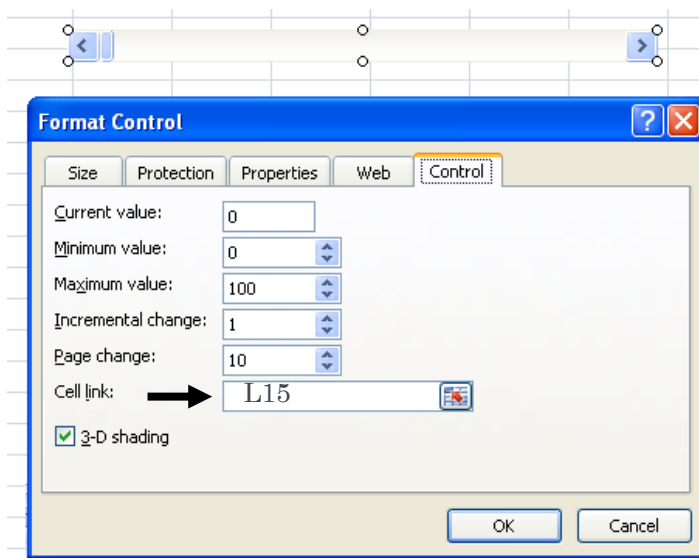 Format Control
Size Protection Properties Web Control
Current value: 0
Minimum value: 0
Maximum value: 100
Incremental change: 1
Page change: 10
Cell link: L15
3-D shading
OK Cancel